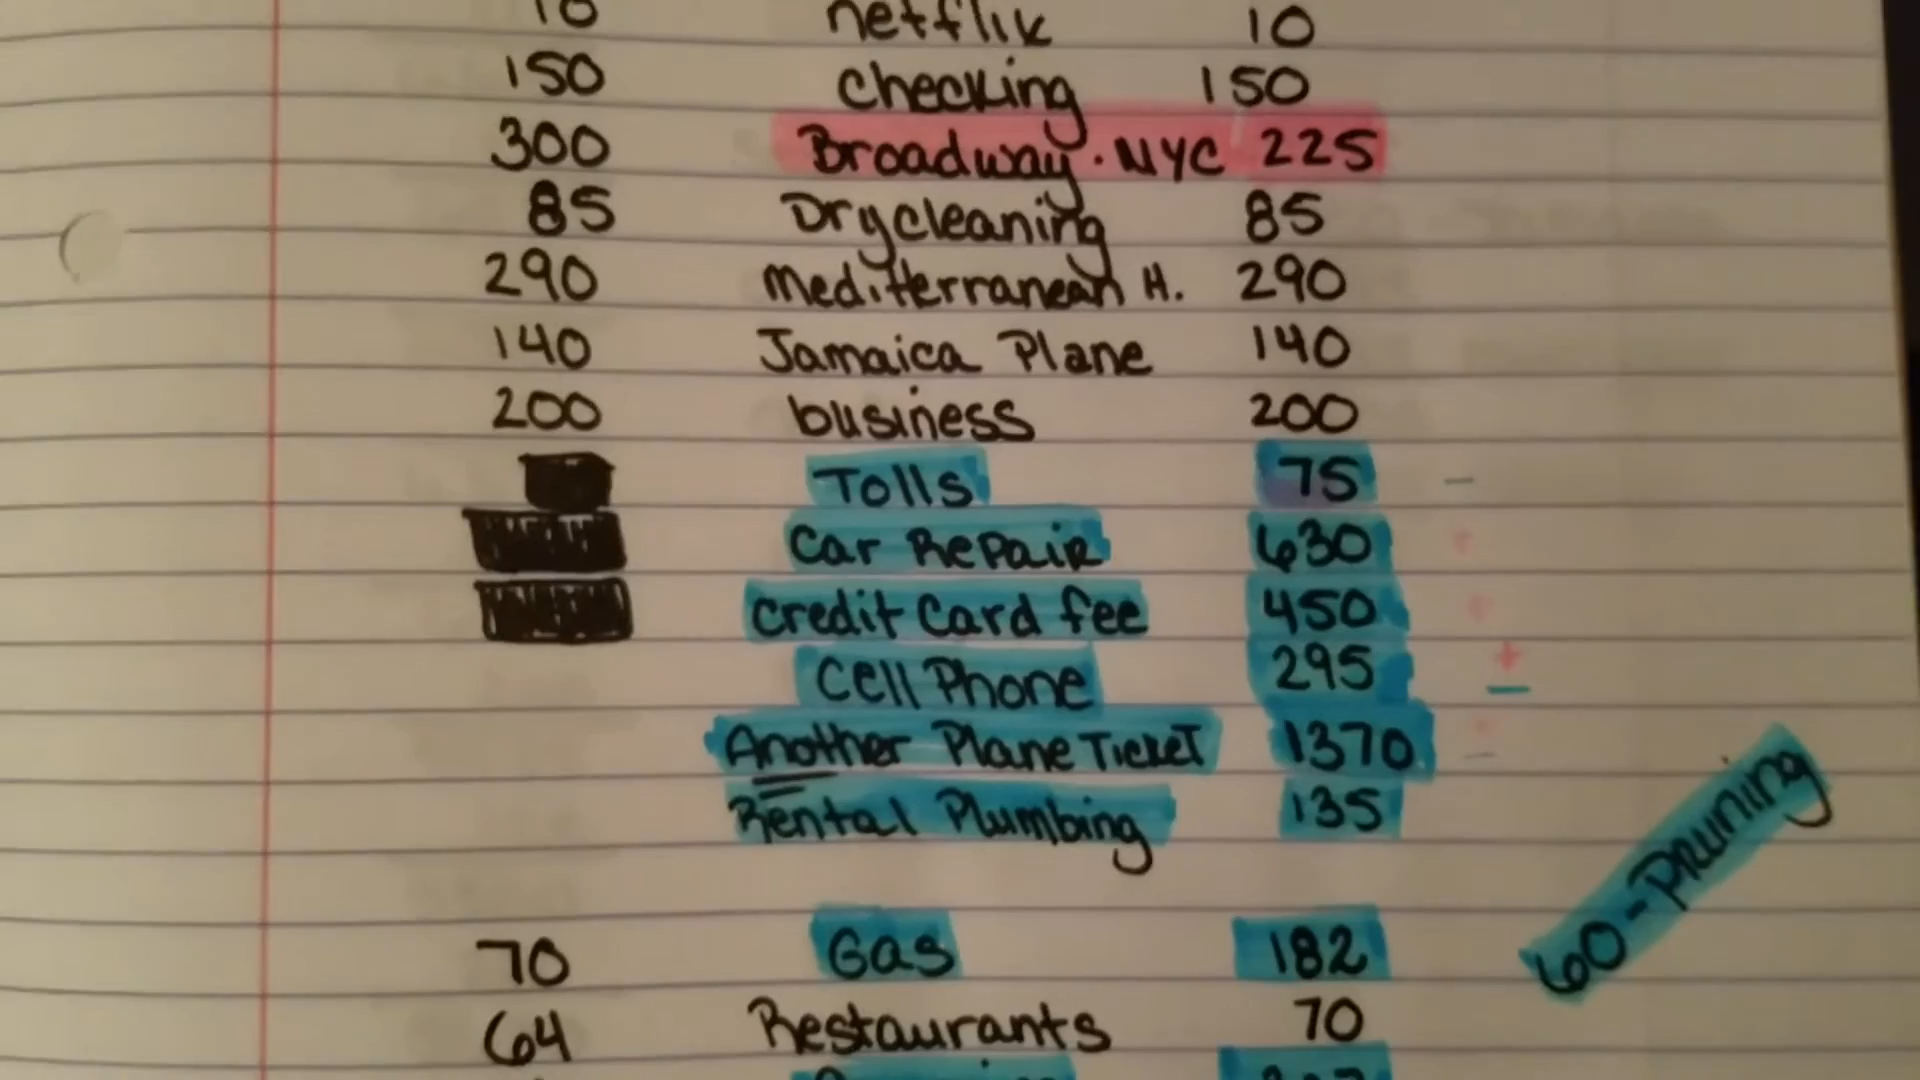 10 netflix 10
150 checking 150
300 Broadway · NYC 225
85 Drycleaning 85
290 Mediterranean H. 290
140 Jamaica Plane 140
200 business 200
Tolls 75 -
Car Repair 630 +
Credit Card fee 450 +
Cell Phone 295 + -
Another Plane Ticket 1370 -
Rental Plumbing 135
60-Pruning
70 Gas 182
64 Restaurants 70